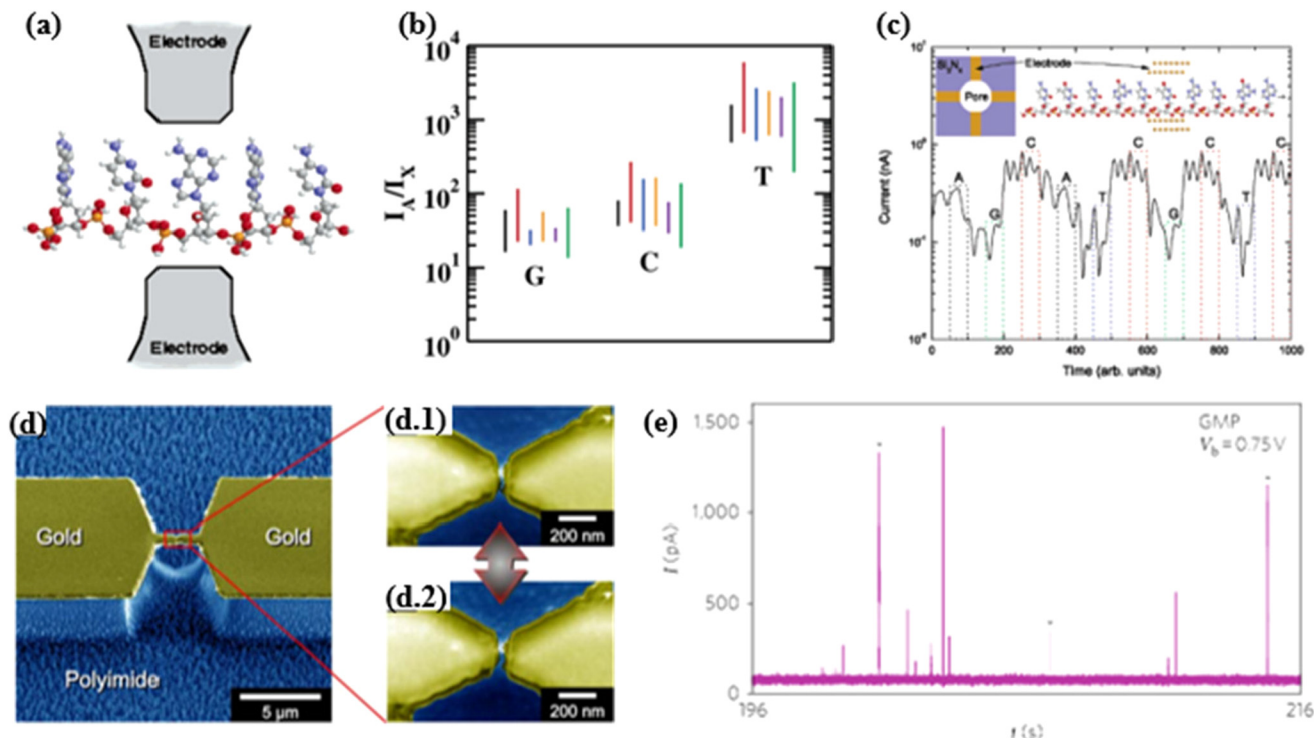 (a)
Electrode
Electrode
(b)
I_A/I_X
10^4
10^3
10^2
10^1
10^0
G
C
T
(c)
Si_3N_4
Electrode
Pore
Current (nA)
A
G
C
A
T
C
G
C
T
C
0
200
400
600
800
1000
Time (arb. units)
(d)
Gold
Gold
Polyimide
5 μm
(d.1)
200 nm
(d.2)
200 nm
(e)
GMP
V_b = 0.75 V
I (pA)
1,500
1,000
500
0
196
216
t (s)